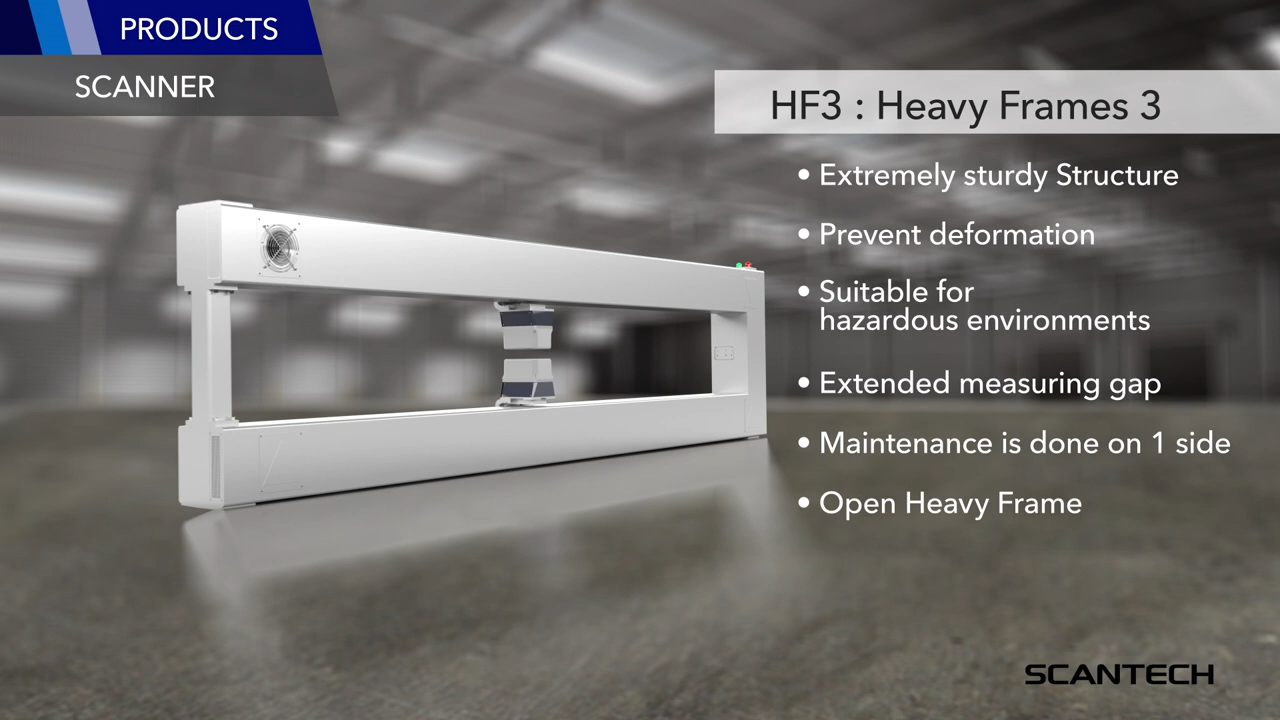 PRODUCTS
SCANNER
HF3 : Heavy Frames 3
• Extremely sturdy Structure
• Prevent deformation
• Suitable for
hazardous environments
• Extended measuring gap
• Maintenance is done on 1 side
• Open Heavy Frame
SCANTECH